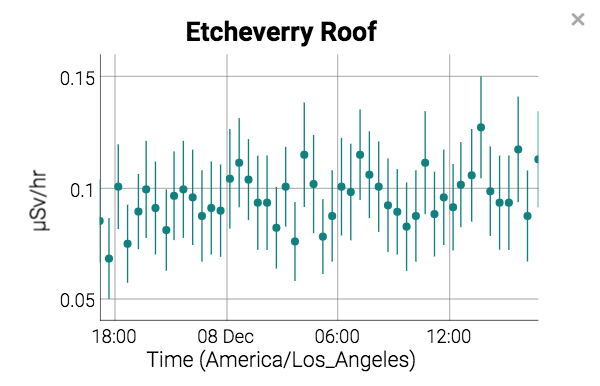 Etcheverry Roof
×
0.15
0.1
0.05
μSv/hr
18:00 08 Dec 06:00 12:00
Time (America/Los_Angeles)